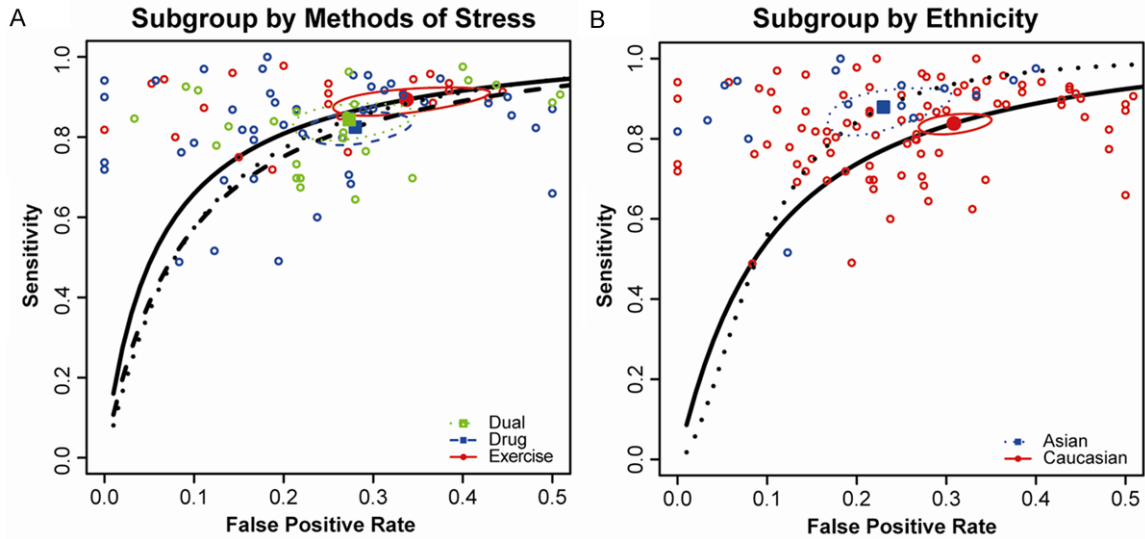 A
Subgroup by Methods of Stress
Sensitivity
1.0
0.8
0.6
0.4
0.2
0.0
Dual
Drug
Exercise
0.0 0.1 0.2 0.3 0.4 0.5
False Positive Rate
B
Subgroup by Ethnicity
Sensitivity
1.0
0.8
0.6
0.4
0.2
0.0
Asian
Caucasian
0.0 0.1 0.2 0.3 0.4 0.5
False Positive Rate